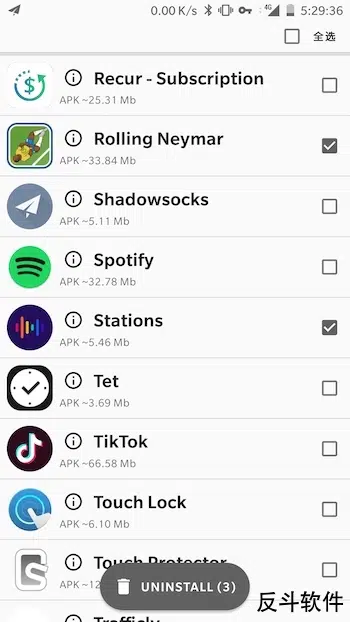 0.00 K/s 4G 5:29:36
全选
Recur - Subscription
APK ~25.31 Mb
Rolling Neymar
APK ~33.84 Mb
Shadowsocks
APK ~5.11 Mb
Spotify
APK ~32.78 Mb
Stations
APK ~5.46 Mb
Tet
APK ~3.69 Mb
TikTok
APK ~66.58 Mb
Touch Lock
APK ~6.10 Mb
Touch Protector
APK ~12
UNINSTALL (3)
反斗软件